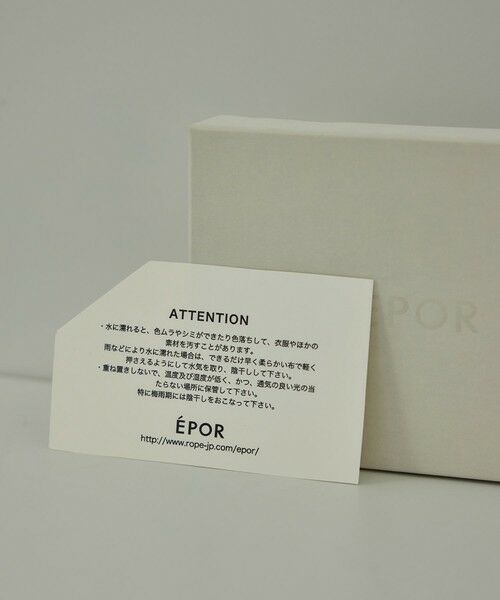 ATTENTION
・水に濡れると、色ムラやシミができたり色落ちして、衣服やほかの
素材を汚すことがあります。
雨などにより水に濡れた場合は、できるだけ早く柔らかい布で軽く
押さえるようにして水気を取り、陰干しして下さい。
・重ね置きしないで、温度及び湿度が低く、かつ、通気の良い光の当
たらない場所に保管して下さい。
特に梅雨期には陰干しをおこなって下さい。
ÉPOR
http://www.rope-jp.com/epor/
ÉPOR